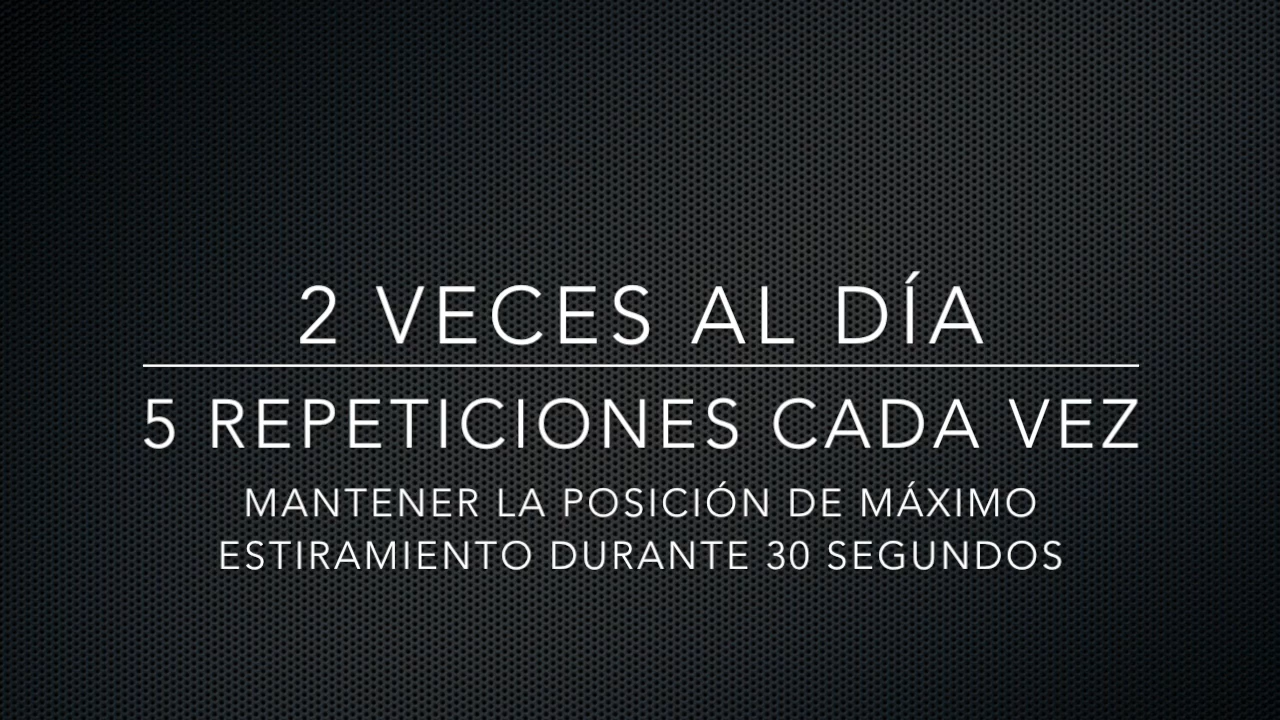 2 VECES AL DÍA
5 REPETICIONES CADA VEZ
MANTENER LA POSICIÓN DE MÁXIMO
ESTIRAMIENTO DURANTE 30 SEGUNDOS